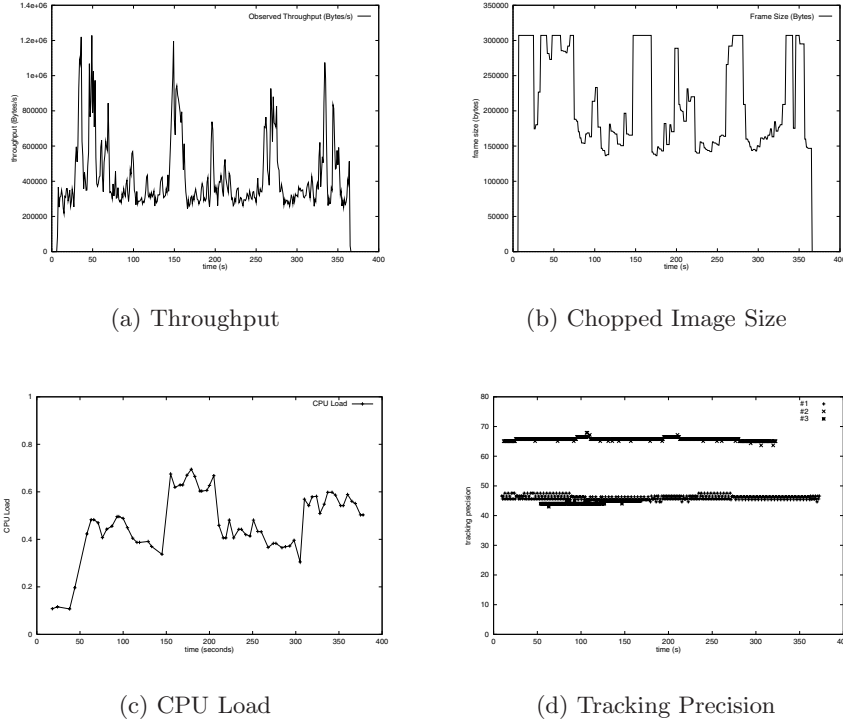 1.4e+06
1.2e+06
1e+06
800000
600000
400000
200000
0
throughput (Bytes/s)
Observed Throughput (Bytes/s)
0 50 100 150 200 250 300 350 400
time (s)
(a) Throughput
350000
300000
250000
200000
150000
100000
50000
0
frame size (bytes)
Frame Size (Bytes)
0 50 100 150 200 250 300 350 400
time (s)
(b) Chopped Image Size
1
0.8
0.6
0.4
0.2
0
CPU Load
CPU Load
0 50 100 150 200 250 300 350 400
time (seconds)
(c) CPU Load
80
70
60
50
40
30
20
10
0
tracking precision
#1
#2
#3
0 50 100 150 200 250 300 350 400
time (s)
(d) Tracking Precision